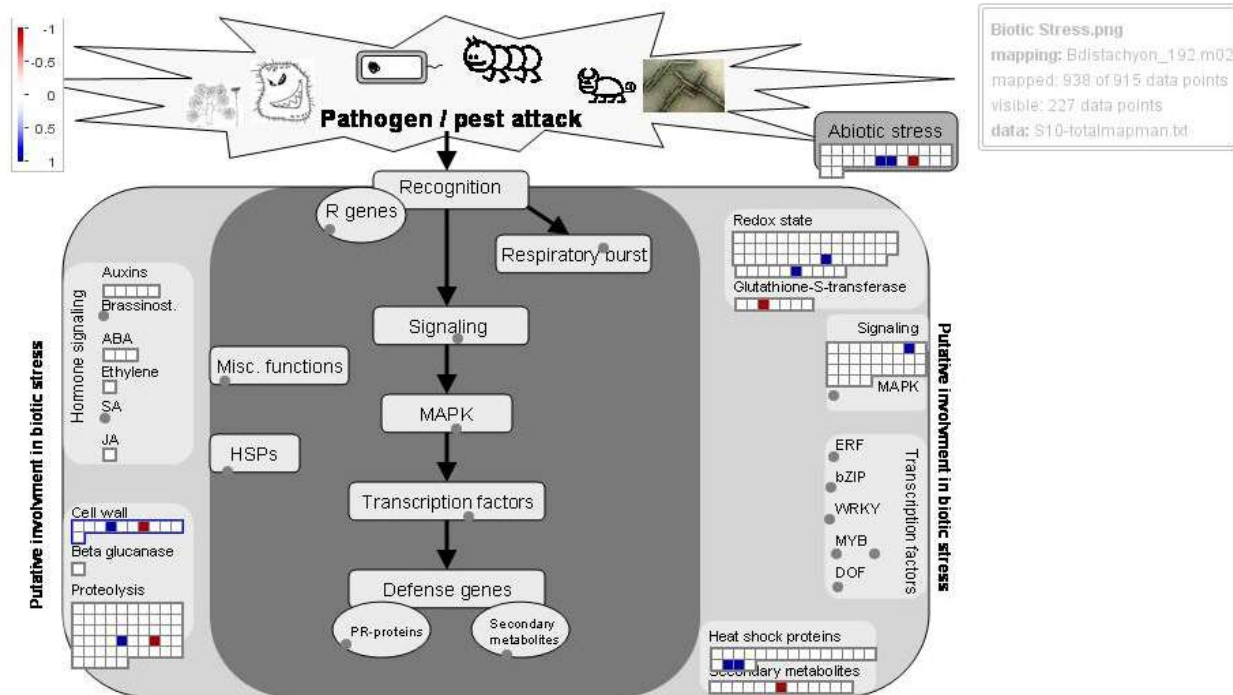 -1
-0.5
0
0.5
1
Biotic Stress.png
mapping: Bdistachyon_192.m02
mapped: 938 of 915 data points
visible: 227 data points
data: S10-totalmapman.txt
Pathogen / pest attack
Abiotic stress
Recognition
R genes
Respiratory burst
Redox state
Glutathione-S-transferase
Hormone signaling
Auxins
Brassinost.
ABA
Ethylene
SA
JA
Signaling
Misc. functions
MAPK
HSPs
Transcription factors
Defense genes
PR-proteins
Secondary
metabolites
Signaling
MAPK
ERF
bZIP
WRKY
MYB
DOF
Transcription factors
Putative involvment in biotic stress
Putative involvment in biotic stress
Cell wall
Beta glucanase
Proteolysis
Heat shock proteins
Secondary metabolites